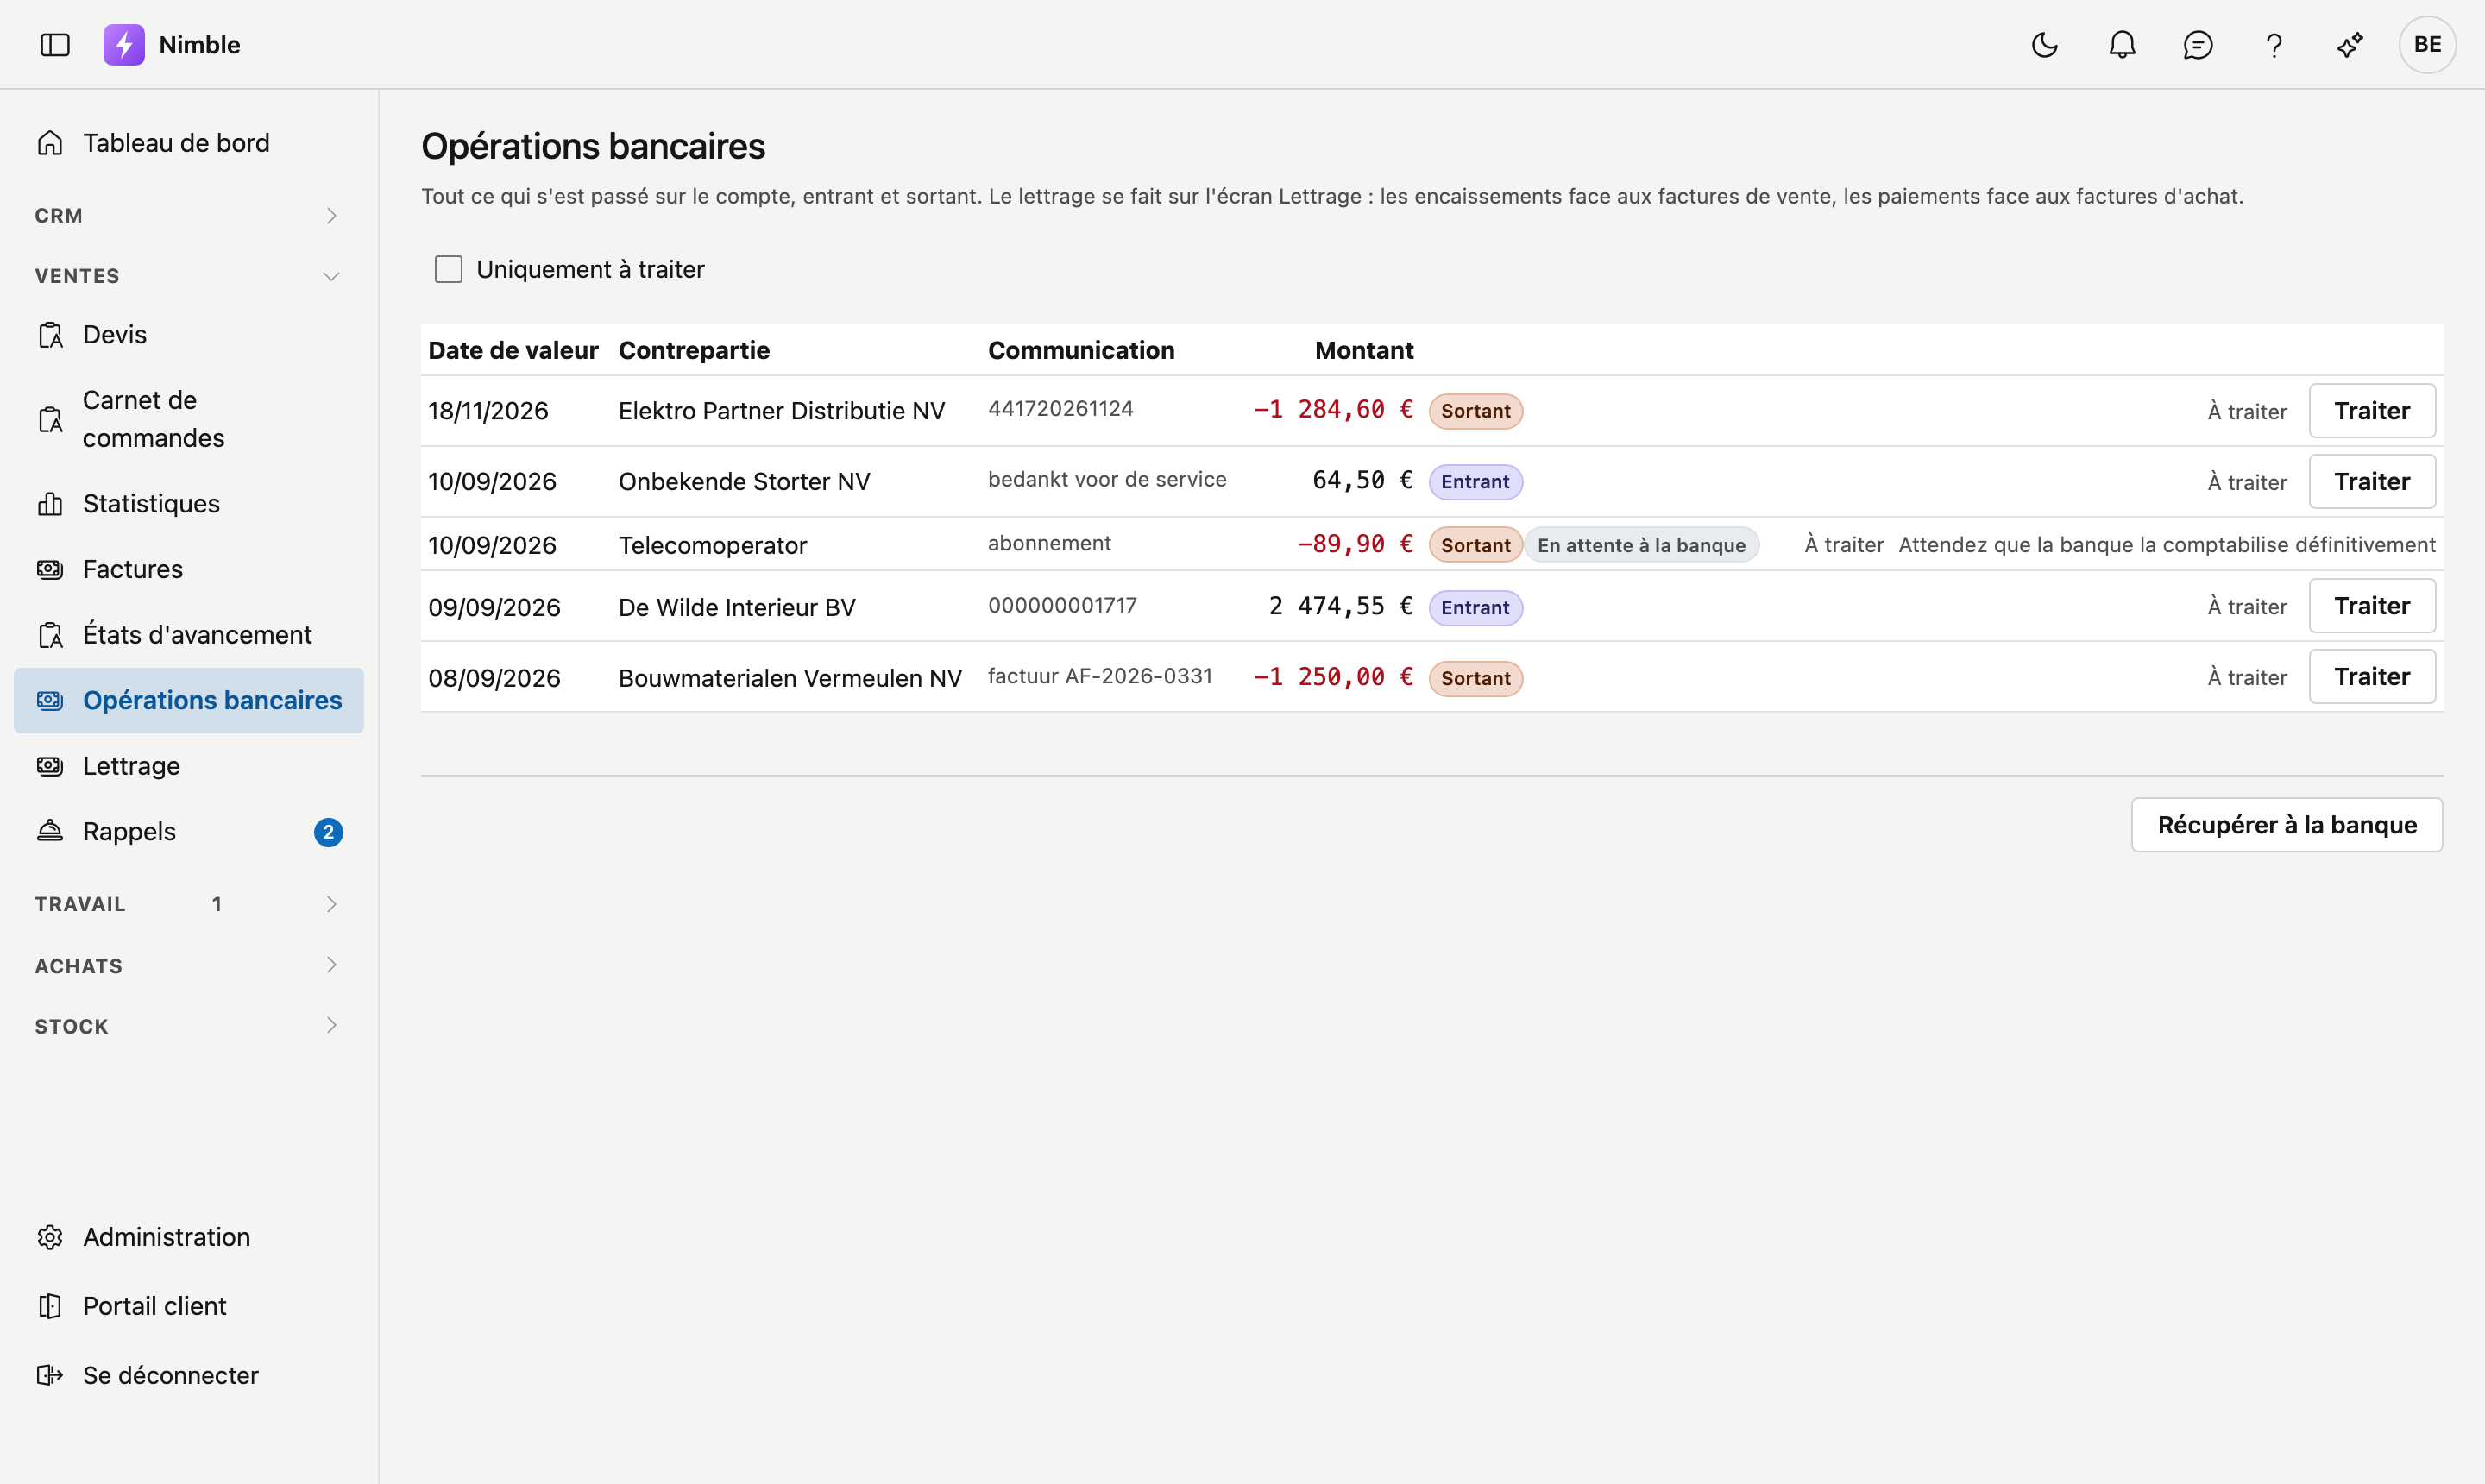 Nimble
BE
Tableau de bord
CRM
VENTES
Devis
Carnet de
commandes
Statistiques
Factures
États d'avancement
Opérations bancaires
Lettrage
Rappels 2
TRAVAIL 1
ACHATS
STOCK
Administration
Portail client
Se déconnecter
Opérations bancaires
Tout ce qui s'est passé sur le compte, entrant et sortant. Le lettrage se fait sur l'écran Lettrage : les encaissements face aux factures de vente, les paiements face aux factures d'achat.
Uniquement à traiter
Date de valeur Contrepartie Communication Montant
18/11/2026 Elektro Partner Distributie NV 441720261124 −1 284,60 € Sortant À traiter Traiter
10/09/2026 Onbekende Storter NV bedankt voor de service 64,50 € Entrant À traiter Traiter
10/09/2026 Telecomoperator abonnement −89,90 € Sortant En attente à la banque À traiter Attendez que la banque la comptabilise définitivement
09/09/2026 De Wilde Interieur BV 000000001717 2 474,55 € Entrant À traiter Traiter
08/09/2026 Bouwmaterialen Vermeulen NV factuur AF-2026-0331 −1 250,00 € Sortant À traiter Traiter
Récupérer à la banque